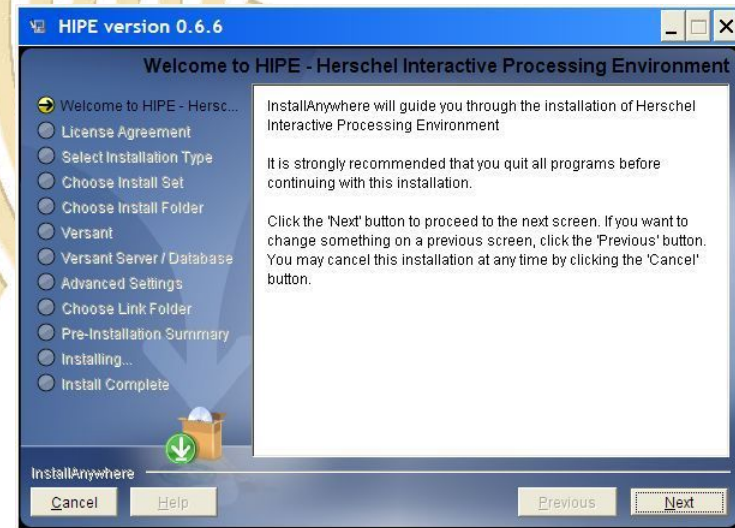 HIPE version 0.6.6
Welcome to HIPE - Herschel Interactive Processing Environment
Welcome to HIPE - Hersc...
License Agreement
Select Installation Type
Choose Install Set
Choose Install Folder
Versant
Versant Server / Database
Advanced Settings
Choose Link Folder
Pre-Installation Summary
Installing...
Install Complete
InstallAnywhere will guide you through the installation of Herschel
Interactive Processing Environment
It is strongly recommended that you quit all programs before
continuing with this installation.
Click the 'Next' button to proceed to the next screen. If you want to
change something on a previous screen, click the 'Previous' button.
You may cancel this installation at any time by clicking the 'Cancel'
button.
InstallAnywhere
Cancel
Help
Previous
Next